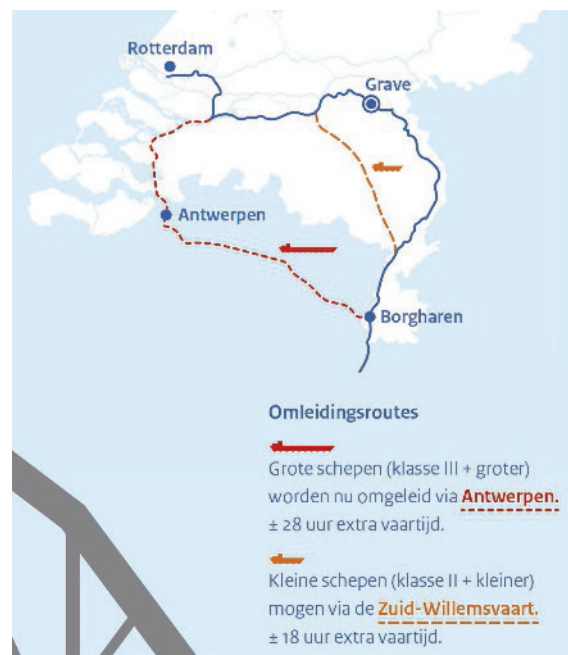 Rotterdam
Grave
Antwerpen
Borgharen
Omleidingsroutes
Grote schepen (klasse III + groter)
worden nu omgeleid via Antwerpen.
± 28 uur extra vaartijd.
Kleine schepen (klasse II + kleiner)
mogen via de Zuid-Willemsvaart.
± 18 uur extra vaartijd.